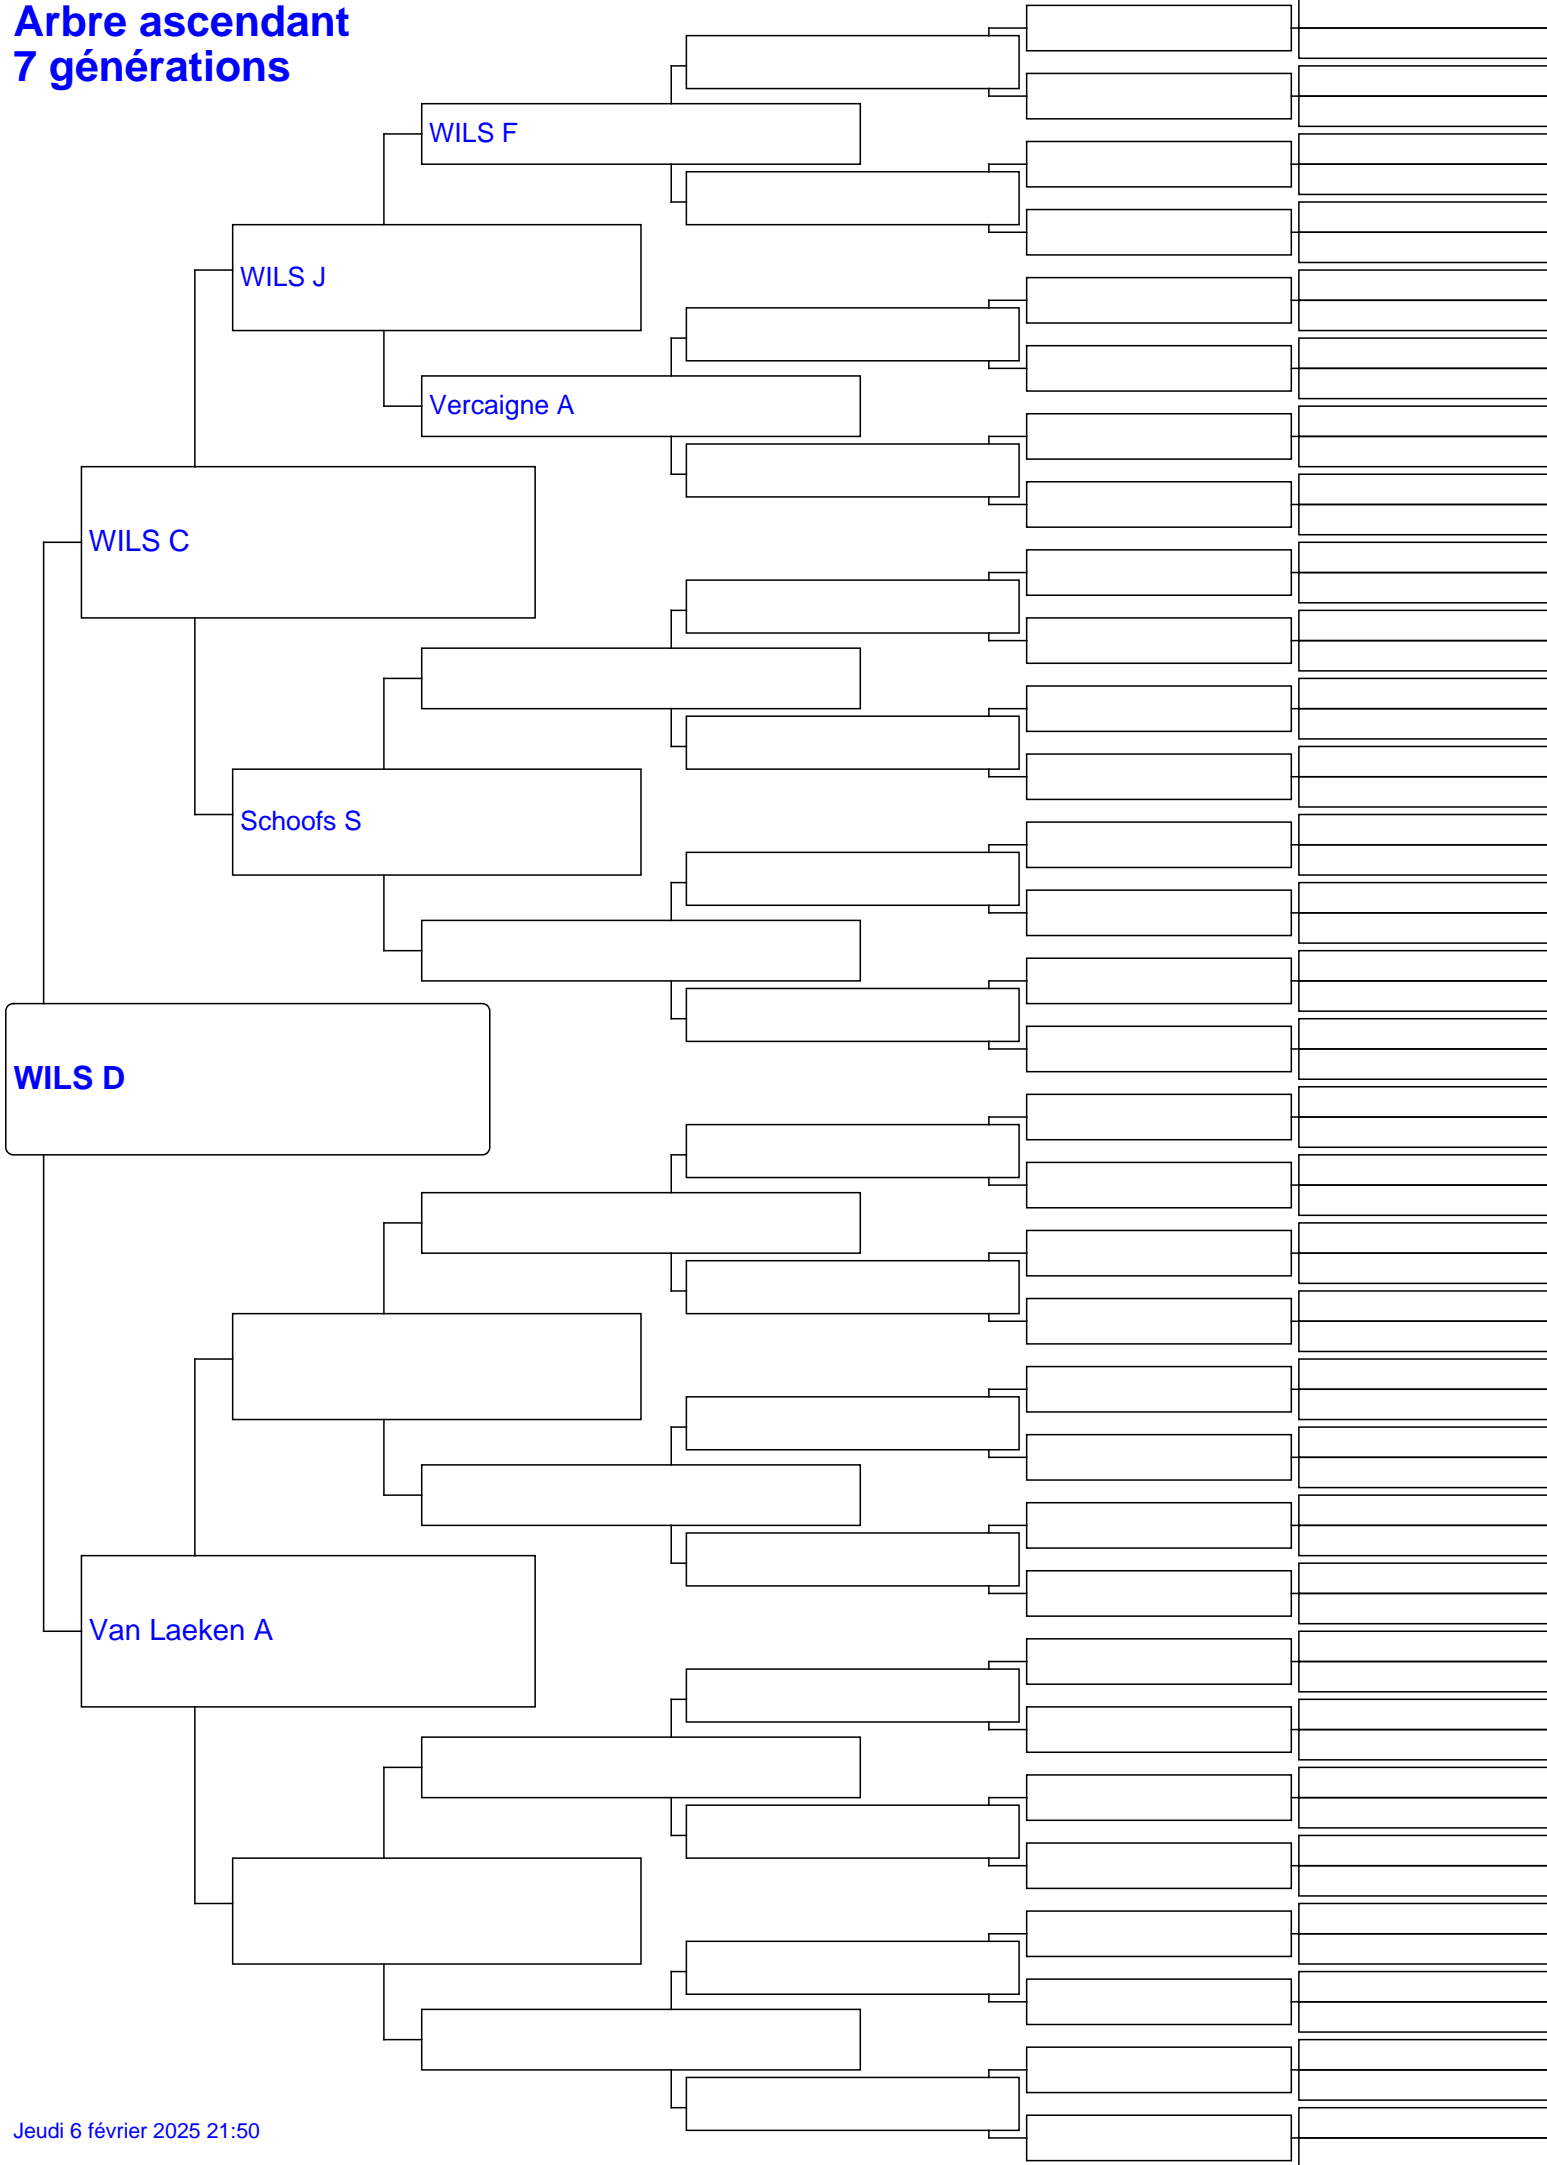 Arbre ascendant
7 générations
WILS F
WILS J
Vercaigne A
WILS C
Schoofs S
WILS D
Van Laeken A
Jeudi 6 février 2025 21:50